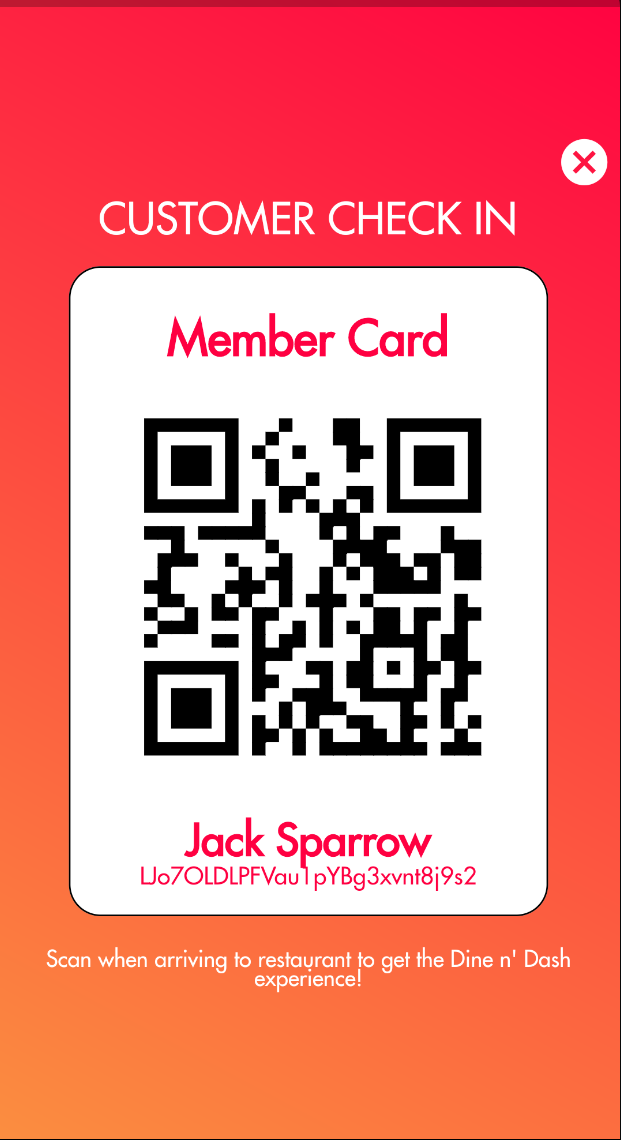 CUSTOMER CHECK IN
Member Card
Jack Sparrow
LJo7OLDLPFVau1pYBg3xvnt8j9s2
Scan when arriving to restaurant to get the Dine n' Dash
experience!